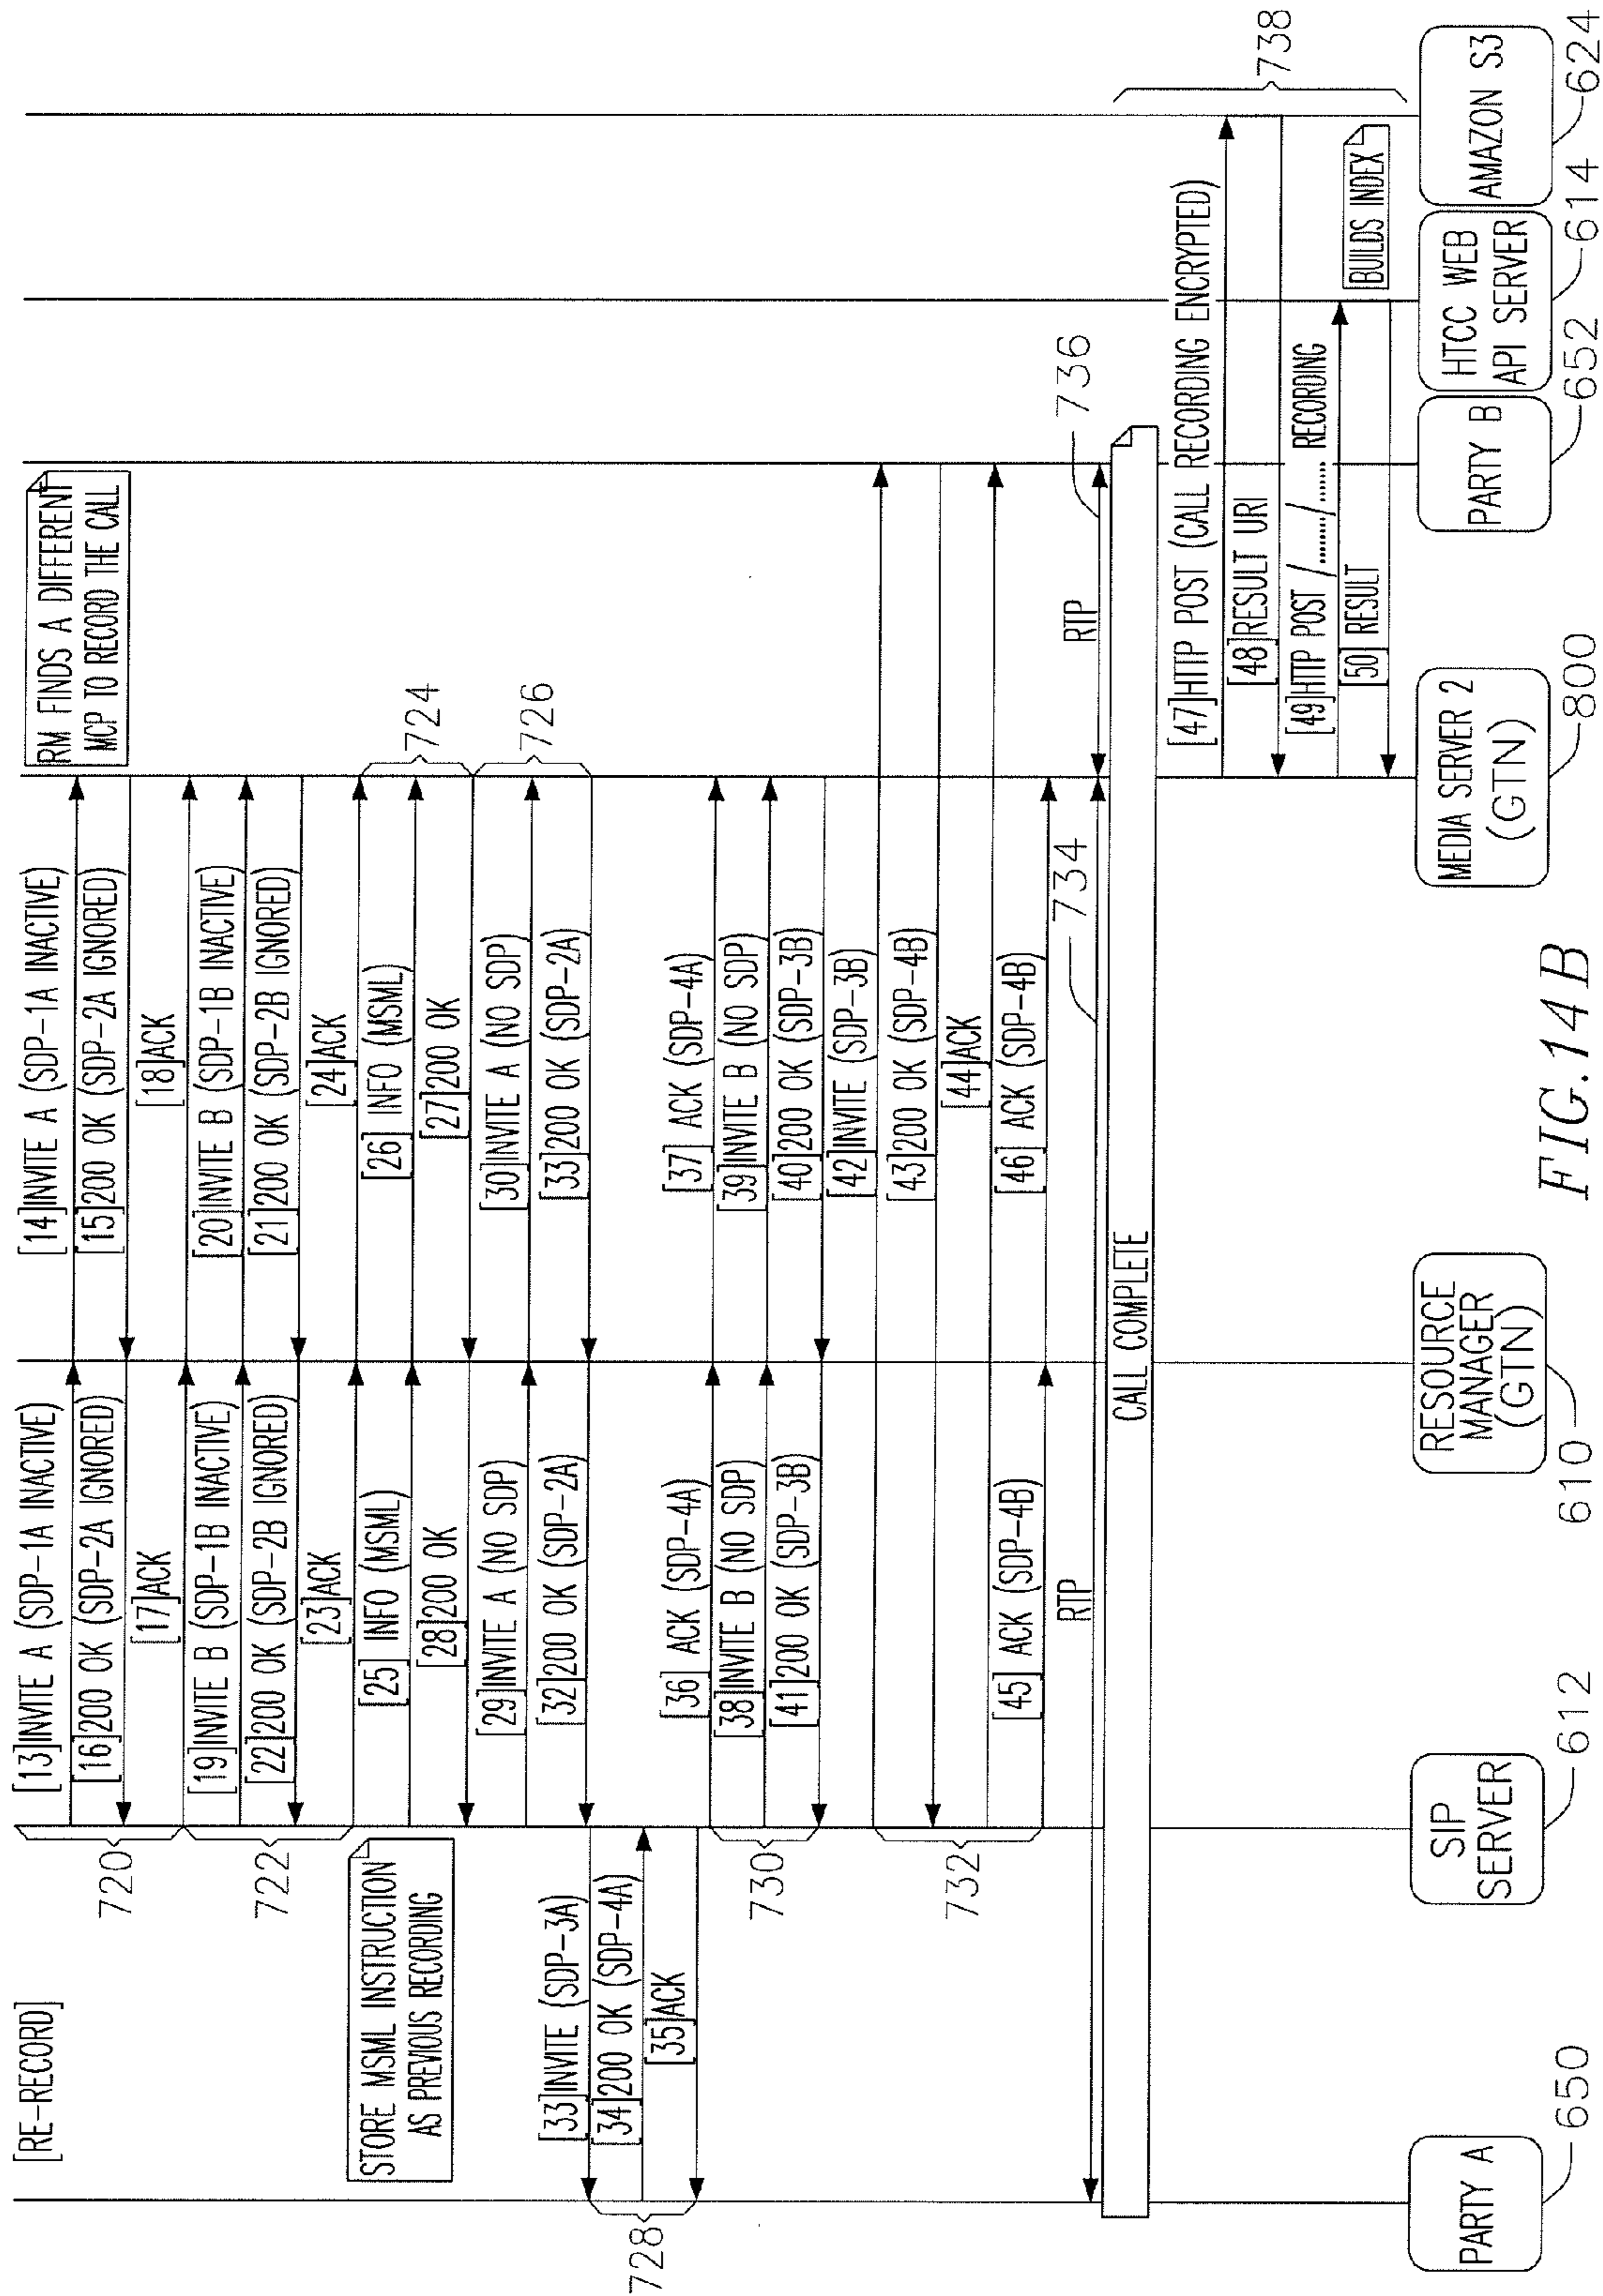 [RE-RECORD]
[13]INVITE A (SDP-1A INACTIVE)
[14]INVITE A (SDP-1A INACTIVE)
RM FINDS A DIFFERENT
MCP TO RECORD THE CALL
[16]200 OK (SDP-2A IGNORED)
[15]200 OK (SDP-2A IGNORED)
720
[17]ACK
[18]ACK
[19]INVITE B (SDP-1B INACTIVE)
[20]INVITE B (SDP-1B INACTIVE)
[22]200 OK (SDP-2B IGNORED)
[21]200 OK (SDP-2B IGNORED)
722
[23]ACK
[24]ACK
STORE MSML INSTRUCTION
AS PREVIOUS RECORDING
[25] INFO (MSML)
[26] INFO (MSML)
724
[28]200 OK
[27]200 OK
[29]INVITE A (NO SDP)
[30]INVITE A (NO SDP)
726
[32]200 OK (SDP-2A)
[33]200 OK (SDP-2A)
[33]INVITE (SDP-3A)
[34]200 OK (SDP-4A)
728
[35]ACK
[36] ACK (SDP-4A)
[37] ACK (SDP-4A)
[38]INVITE B (NO SDP)
[39]INVITE B (NO SDP)
730
[41]200 OK (SDP-3B)
[40]200 OK (SDP-3B)
[42]INVITE (SDP-3B)
[43]200 OK (SDP-4B)
732
[44]ACK
[45] ACK (SDP-4B)
[46] ACK (SDP-4B)
RTP
734
RTP
736
CALL COMPLETE
[47]HTTP POST (CALL RECORDING ENCRYPTED)
[48]RESULT URI
738
[49]HTTP POST /......../...... RECORDING
[50] RESULT
BUILDS INDEX
PARTY A
650
SIP
SERVER
612
RESOURCE
MANAGER
(GTN)
610
MEDIA SERVER 2
(GTN)
800
PARTY B
652
HTCC WEB
API SERVER
614
AMAZON S3
624
FIG.14B